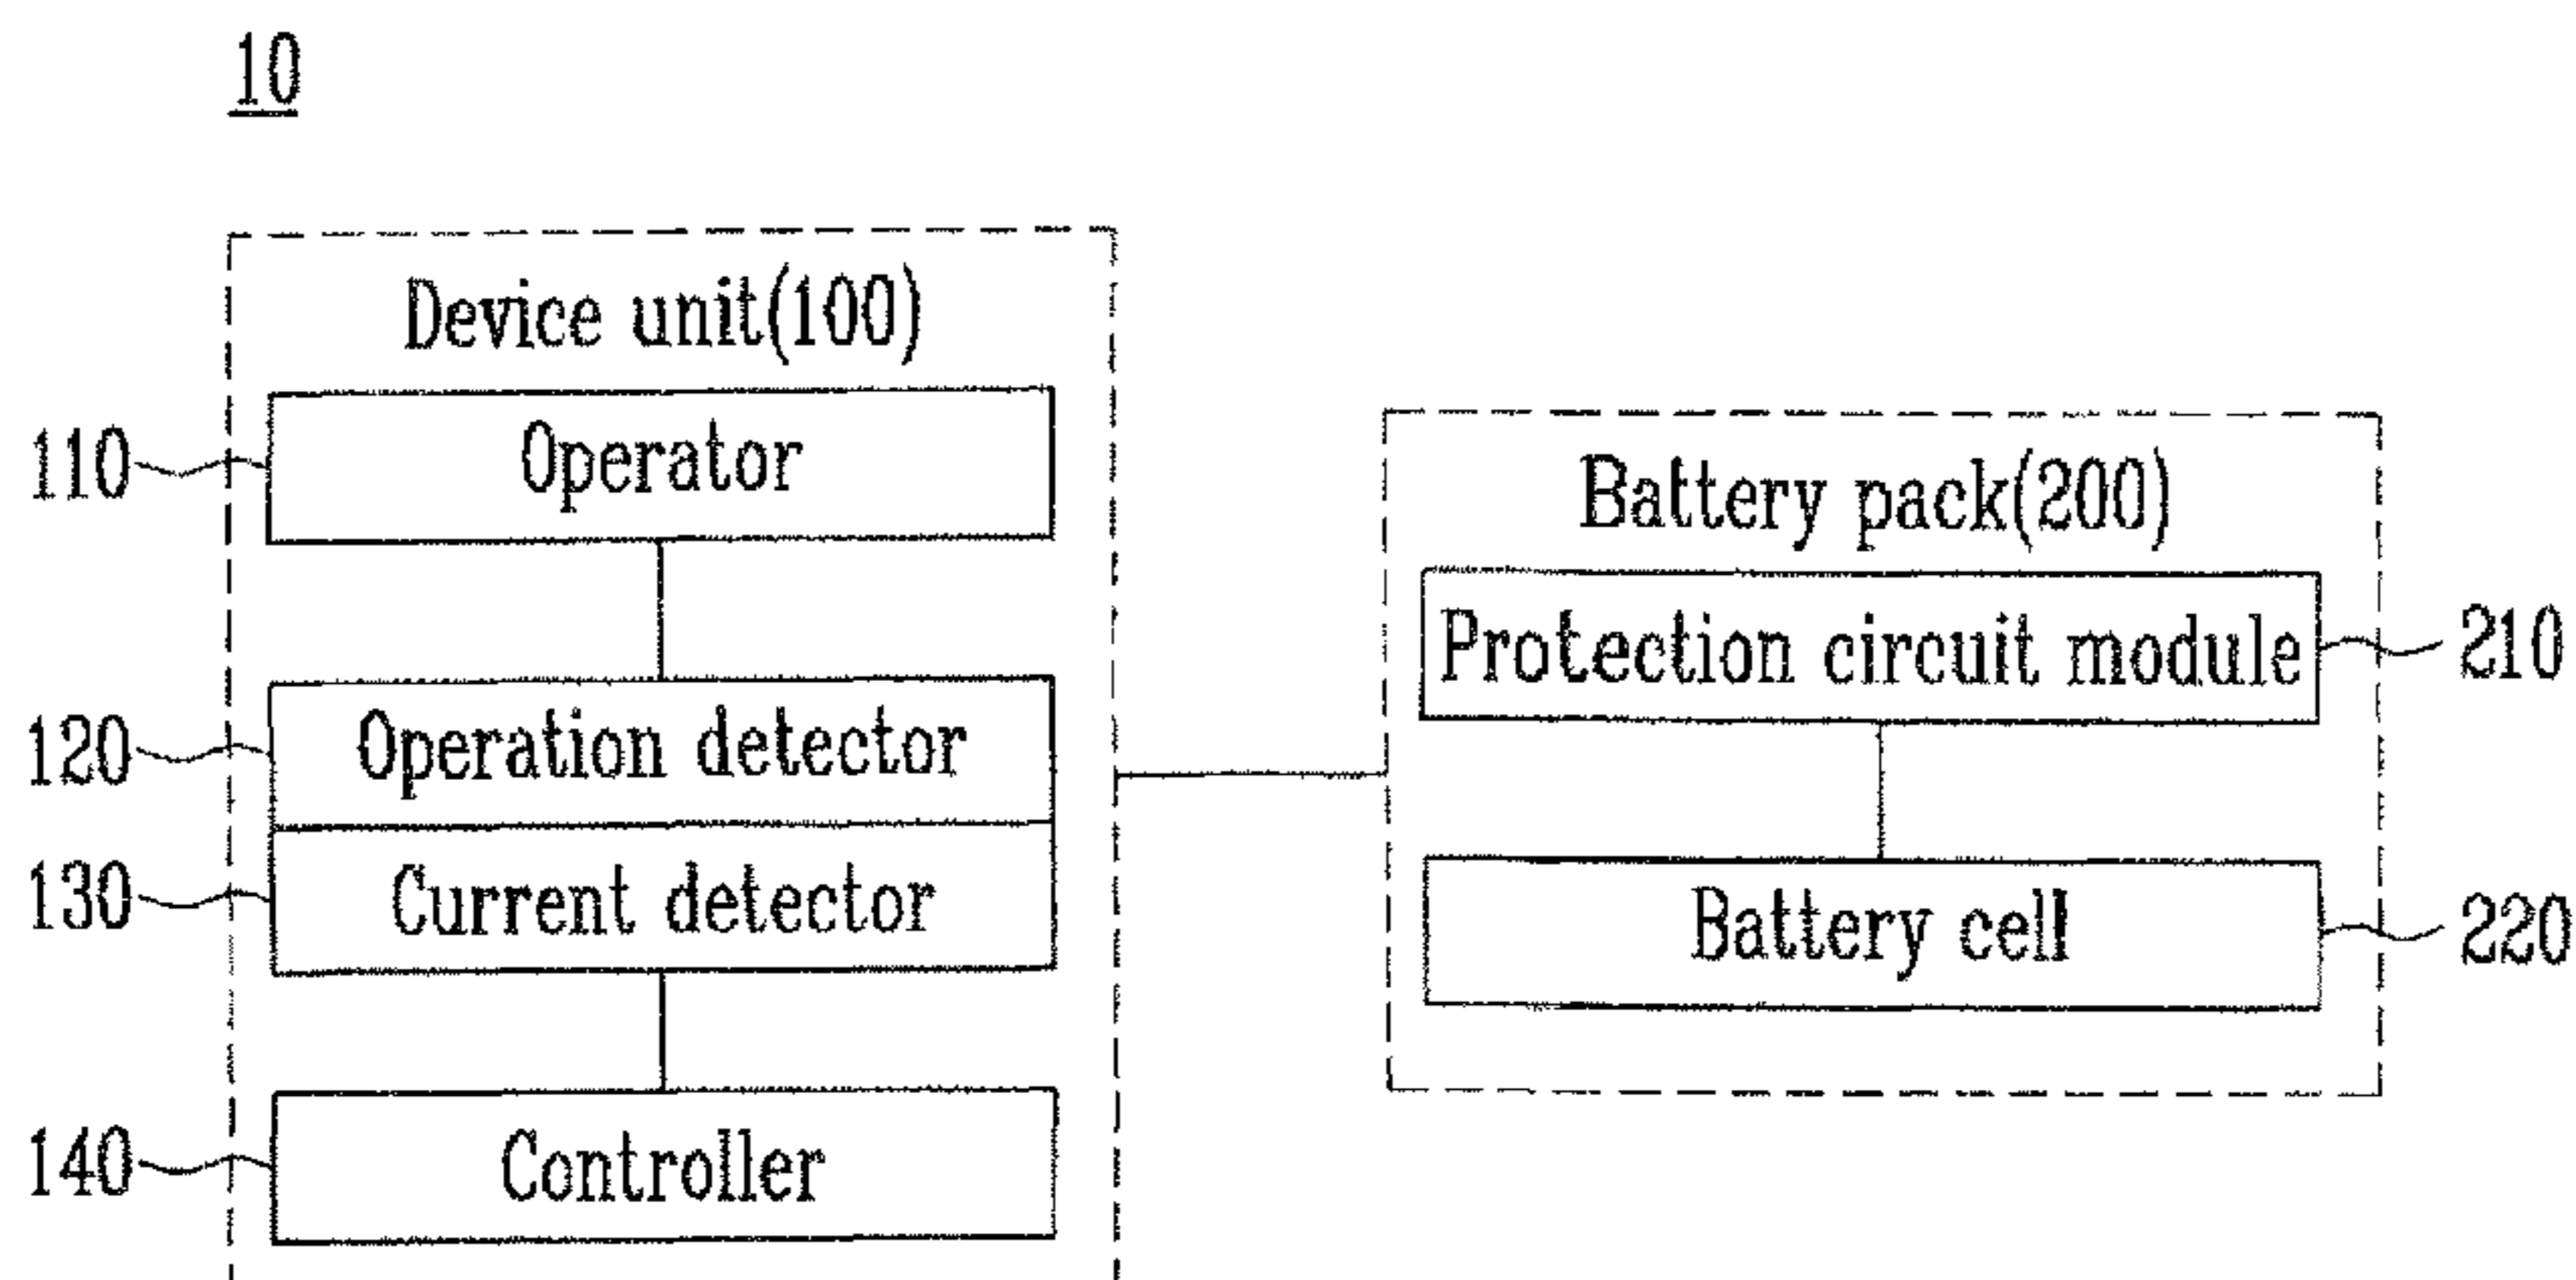 10
Device unit(100)
110
Operator
120
Operation detector
130
Current detector
140
Controller
Battery pack(200)
Protection circuit module
210
Battery cell
220